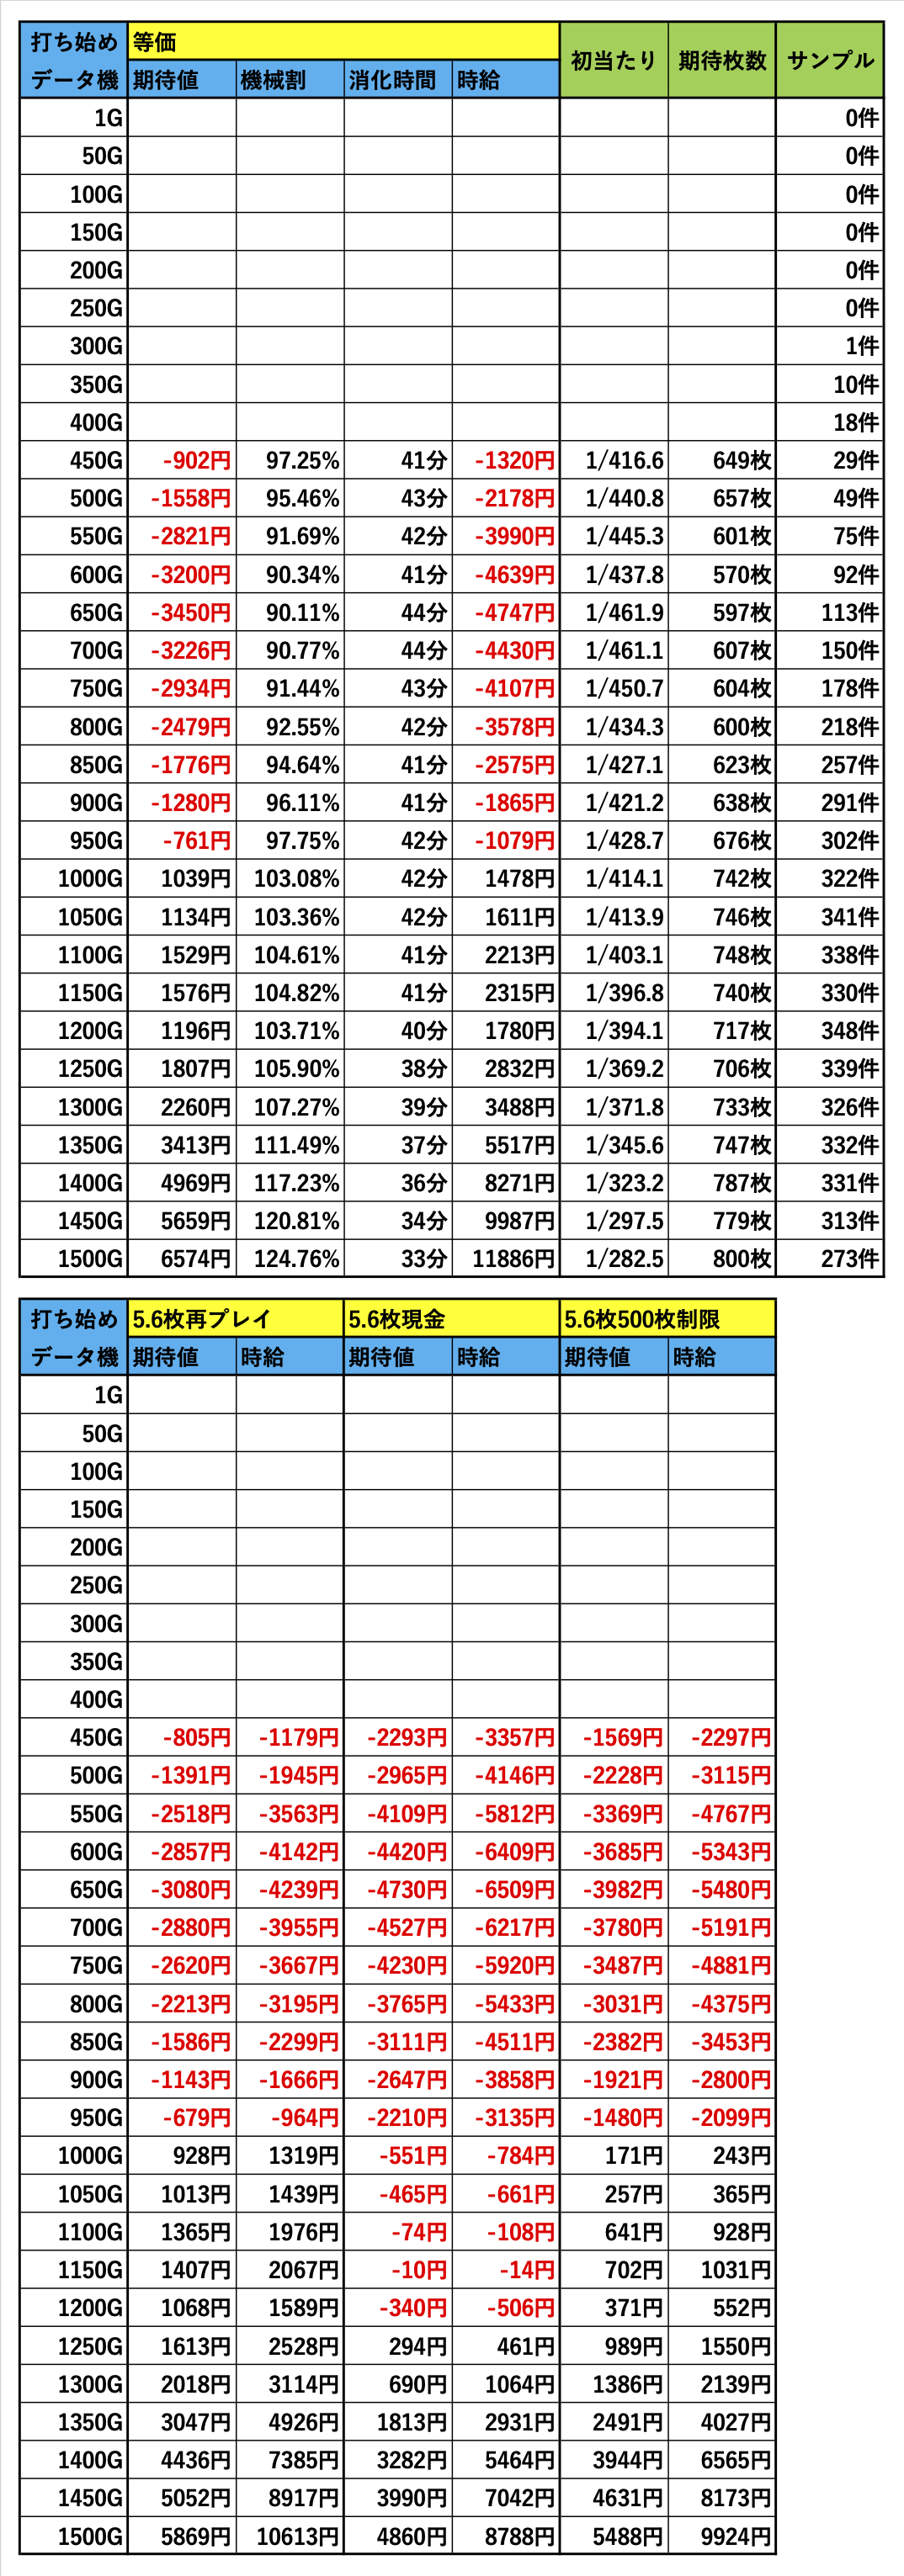 打ち始め 等価 初当たり 期待枚数 サンプル
データ機 期待値 機械割 消化時間 時給
1G 0件
50G 0件
100G 0件
150G 0件
200G 0件
250G 0件
300G 1件
350G 10件
400G 18件
450G -902円 97.25% 41分 -1320円 1/416.6 649枚 29件
500G -1558円 95.46% 43分 -2178円 1/440.8 657枚 49件
550G -2821円 91.69% 42分 -3990円 1/445.3 601枚 75件
600G -3200円 90.34% 41分 -4639円 1/437.8 570枚 92件
650G -3450円 90.11% 44分 -4747円 1/461.9 597枚 113件
700G -3226円 90.77% 44分 -4430円 1/461.1 607枚 150件
750G -2934円 91.44% 43分 -4107円 1/450.7 604枚 178件
800G -2479円 92.55% 42分 -3578円 1/434.3 600枚 218件
850G -1776円 94.64% 41分 -2575円 1/427.1 623枚 257件
900G -1280円 96.11% 41分 -1865円 1/421.2 638枚 291件
950G -761円 97.75% 42分 -1079円 1/428.7 676枚 302件
1000G 1039円 103.08% 42分 1478円 1/414.1 742枚 322件
1050G 1134円 103.36% 42分 1611円 1/413.9 746枚 341件
1100G 1529円 104.61% 41分 2213円 1/403.1 748枚 338件
1150G 1576円 104.82% 41分 2315円 1/396.8 740枚 330件
1200G 1196円 103.71% 40分 1780円 1/394.1 717枚 348件
1250G 1807円 105.90% 38分 2832円 1/369.2 706枚 339件
1300G 2260円 107.27% 39分 3488円 1/371.8 733枚 326件
1350G 3413円 111.49% 37分 5517円 1/345.6 747枚 332件
1400G 4969円 117.23% 36分 8271円 1/323.2 787枚 331件
1450G 5659円 120.81% 34分 9987円 1/297.5 779枚 313件
1500G 6574円 124.76% 33分 11886円 1/282.5 800枚 273件
打ち始め 5.6枚再プレイ 5.6枚現金 5.6枚500枚制限
データ機 期待値 時給 期待値 時給 期待値 時給
1G
50G
100G
150G
200G
250G
300G
350G
400G
450G -805円 -1179円 -2293円 -3357円 -1569円 -2297円
500G -1391円 -1945円 -2965円 -4146円 -2228円 -3115円
550G -2518円 -3563円 -4109円 -5812円 -3369円 -4767円
600G -2857円 -4142円 -4420円 -6409円 -3685円 -5343円
650G -3080円 -4239円 -4730円 -6509円 -3982円 -5480円
700G -2880円 -3955円 -4527円 -6217円 -3780円 -5191円
750G -2620円 -3667円 -4230円 -5920円 -3487円 -4881円
800G -2213円 -3195円 -3765円 -5433円 -3031円 -4375円
850G -1586円 -2299円 -3111円 -4511円 -2382円 -3453円
900G -1143円 -1666円 -2647円 -3858円 -1921円 -2800円
950G -679円 -964円 -2210円 -3135円 -1480円 -2099円
1000G 928円 1319円 -551円 -784円 171円 243円
1050G 1013円 1439円 -465円 -661円 257円 365円
1100G 1365円 1976円 -74円 -108円 641円 928円
1150G 1407円 2067円 -10円 -14円 702円 1031円
1200G 1068円 1589円 -340円 -506円 371円 552円
1250G 1613円 2528円 294円 461円 989円 1550円
1300G 2018円 3114円 690円 1064円 1386円 2139円
1350G 3047円 4926円 1813円 2931円 2491円 4027円
1400G 4436円 7385円 3282円 5464円 3944円 6565円
1450G 5052円 8917円 3990円 7042円 4631円 8173円
1500G 5869円 10613円 4860円 8788円 5488円 9924円